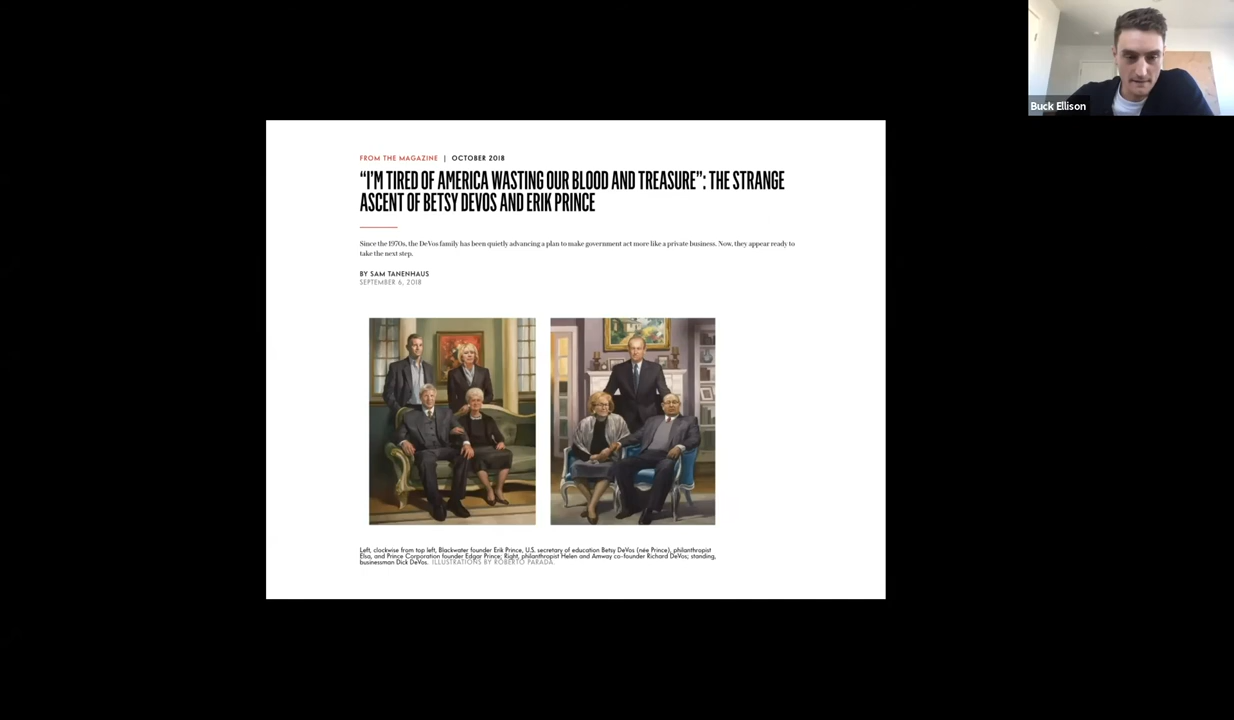 Buck Ellison
FROM THE MAGAZINE | OCTOBER 2018
“I’M TIRED OF AMERICA WASTING OUR BLOOD AND TREASURE”: THE STRANGE
ASCENT OF BETSY DEVOS AND ERIK PRINCE
Since the 1970s, the DeVos family has been quietly advancing a plan to make government act more like a private business. Now, they appear ready to
take the next step.
BY SAM TANENHAUS
SEPTEMBER 6, 2018
Left, clockwise from top left, Blackwater founder Erik Prince, U.S. secretary of education Betsy DeVos (née Prince), philanthropist
Elsa, and Prince Corporation founder Edgar Prince; Right, philanthropist Helen and Amway co-founder Richard DeVos; standing,
businessman Dick DeVos. ILLUSTRATIONS BY ROBERTO PARADA.